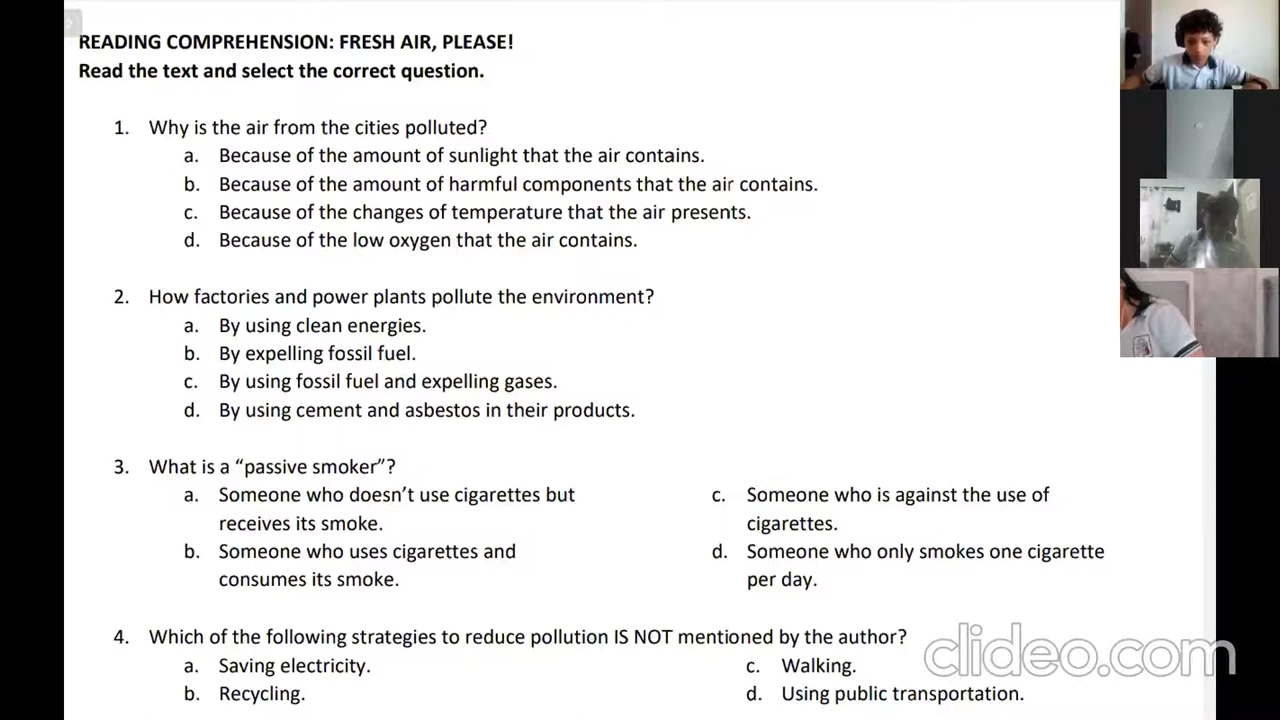 READING COMPREHENSION: FRESH AIR, PLEASE!
Read the text and select the correct question.
1. Why is the air from the cities polluted?
a. Because of the amount of sunlight that the air contains.
b. Because of the amount of harmful components that the air contains.
c. Because of the changes of temperature that the air presents.
d. Because of the low oxygen that the air contains.
2. How factories and power plants pollute the environment?
a. By using clean energies.
b. By expelling fossil fuel.
c. By using fossil fuel and expelling gases.
d. By using cement and asbestos in their products.
3. What is a “passive smoker”?
a. Someone who doesn’t use cigarettes but
receives its smoke.
b. Someone who uses cigarettes and
consumes its smoke.
c. Someone who is against the use of
cigarettes.
d. Someone who only smokes one cigarette
per day.
4. Which of the following strategies to reduce pollution IS NOT mentioned by the author?
a. Saving electricity.
b. Recycling.
c. Walking.
d. Using public transportation.
clideo.com